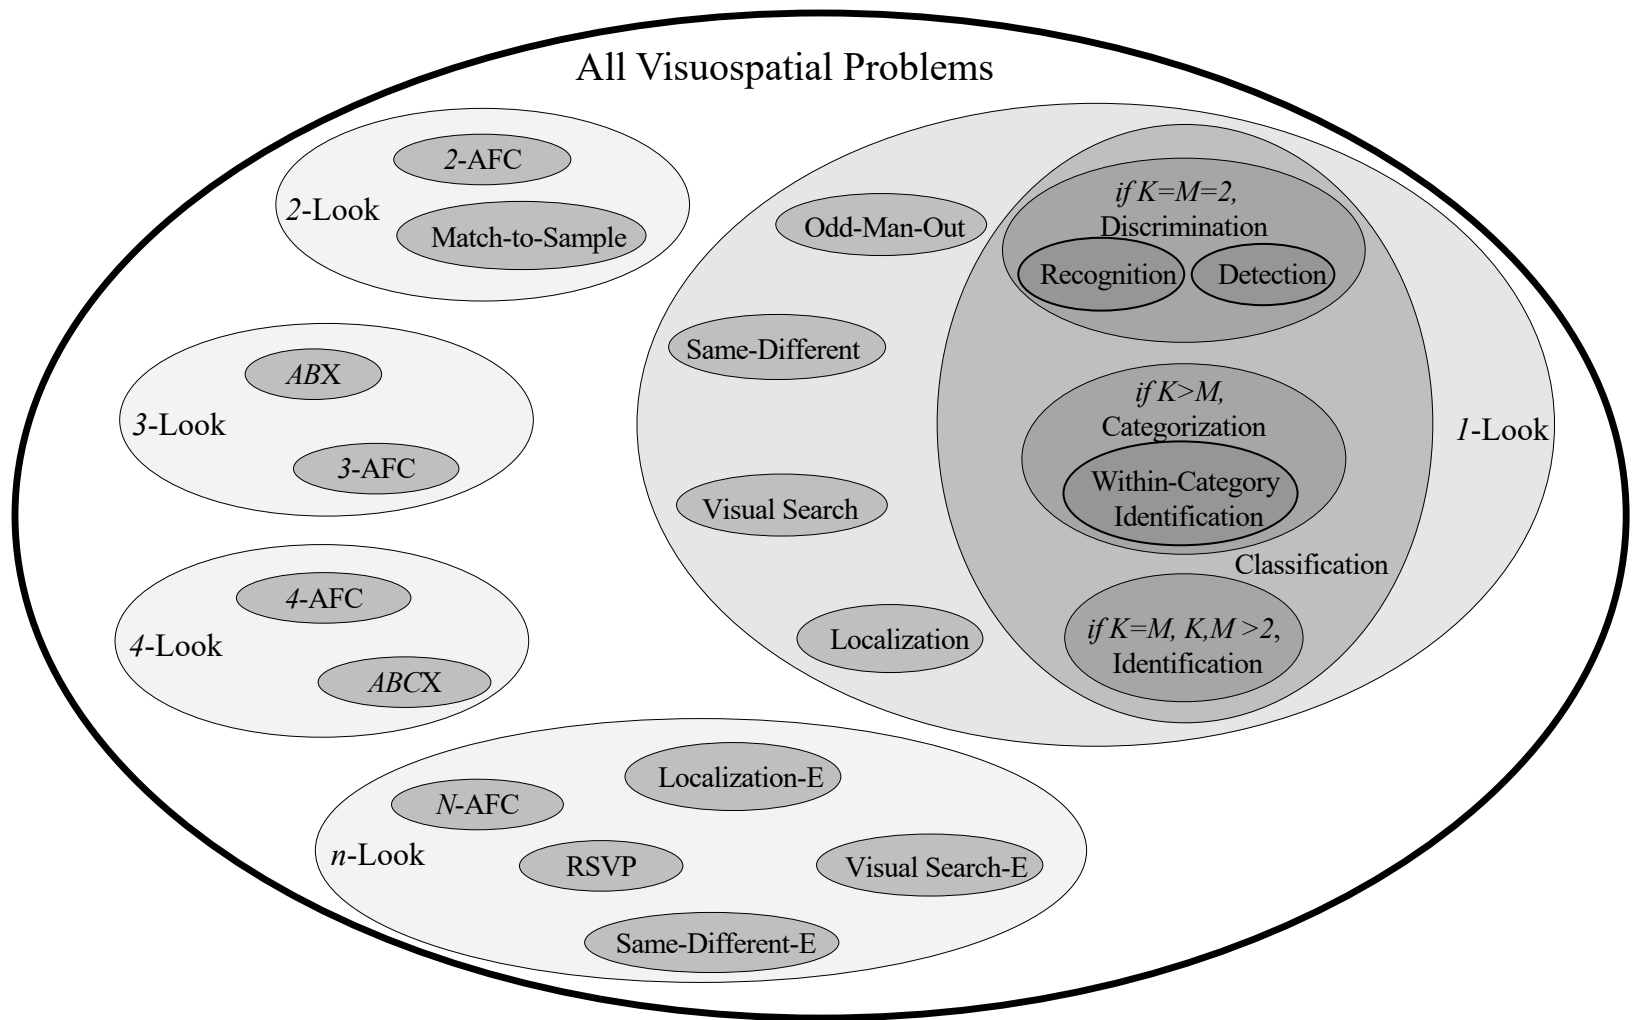 All Visuospatial Problems
2-AFC
2-Look
Match-to-Sample
ABX
3-Look
3-AFC
4-AFC
4-Look
ABCX
Odd-Man-Out
Same-Different
Visual Search
Localization
if K=M=2,
Discrimination
Recognition
Detection
if K>M,
Categorization
Within-Category
Identification
Classification
if K=M, K,M >2,
Identification
1-Look
Localization-E
N-AFC
n-Look
RSVP
Visual Search-E
Same-Different-E